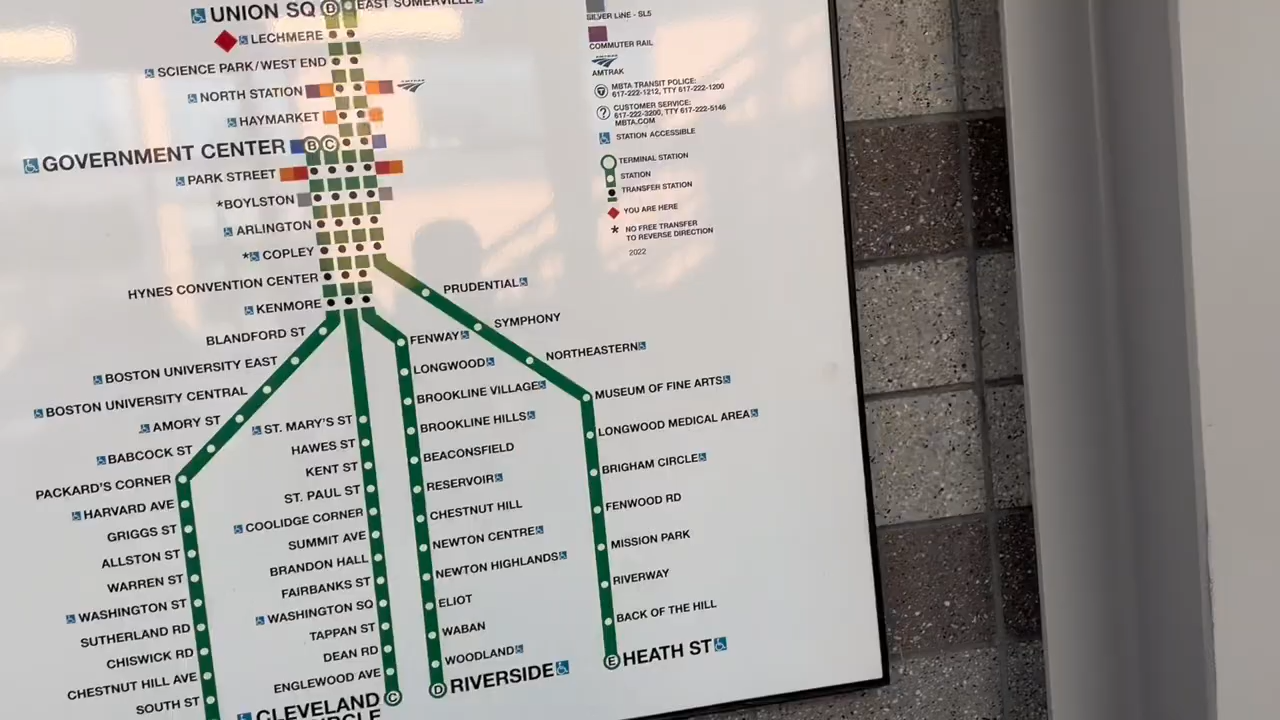 UNION SQ D EAST SOMERVILLE
LECHMERE
SCIENCE PARK/WEST END
NORTH STATION
HAYMARKET
GOVERNMENT CENTER B C
PARK STREET
*BOYLSTON
ARLINGTON
*COPLEY
HYNES CONVENTION CENTER
KENMORE
BLANDFORD ST
BOSTON UNIVERSITY EAST
BOSTON UNIVERSITY CENTRAL
AMORY ST
BABCOCK ST
PACKARD'S CORNER
HARVARD AVE
GRIGGS ST
ALLSTON ST
WARREN ST
WASHINGTON ST
SUTHERLAND RD
CHISWICK RD
CHESTNUT HILL AVE
SOUTH ST
ST. MARY'S ST
HAWES ST
KENT ST
ST. PAUL ST
COOLIDGE CORNER
SUMMIT AVE
BRANDON HALL
FAIRBANKS ST
WASHINGTON SQ
TAPPAN ST
DEAN RD
ENGLEWOOD AVE
CLEVELAND C
CIRCLE
FENWAY
LONGWOOD
BROOKLINE VILLAGE
BROOKLINE HILLS
BEACONSFIELD
RESERVOIR
CHESTNUT HILL
NEWTON CENTRE
NEWTON HIGHLANDS
ELIOT
WABAN
WOODLAND
D RIVERSIDE
PRUDENTIAL
SYMPHONY
NORTHEASTERN
MUSEUM OF FINE ARTS
LONGWOOD MEDICAL AREA
BRIGHAM CIRCLE
FENWOOD RD
MISSION PARK
RIVERWAY
BACK OF THE HILL
E HEATH ST
SILVER LINE - SL5
COMMUTER RAIL
AMTRAK
MBTA TRANSIT POLICE:
617-222-1212, TTY 617-222-1200
? CUSTOMER SERVICE:
617-222-3200, TTY 617-222-5146
MBTA.COM
STATION ACCESSIBLE
TERMINAL STATION
STATION
TRANSFER STATION
YOU ARE HERE
* NO FREE TRANSFER
TO REVERSE DIRECTION
2022